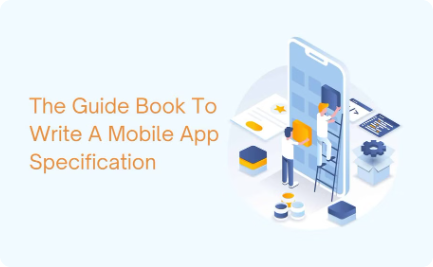 The Guide Book To
Write A Mobile App
Specification